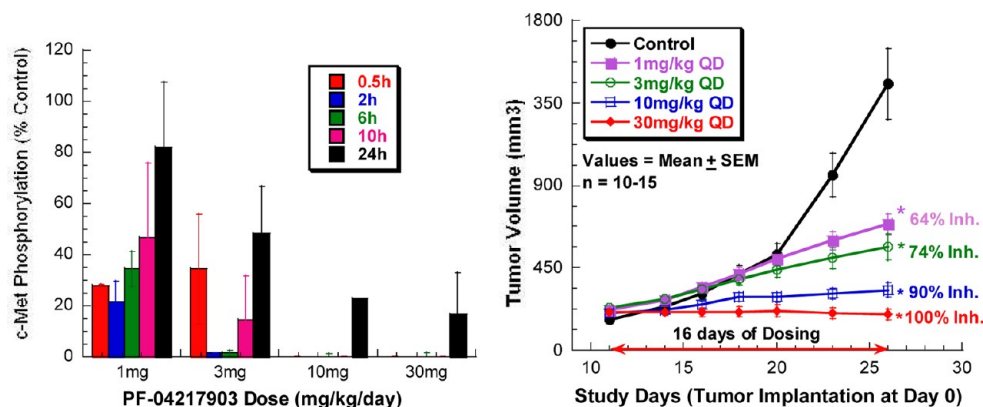 c-Met Phosphorylation (% Control)
120
100
80
60
40
20
0
0.5h
2h
6h
10h
24h
1mg
3mg
10mg
30mg
PF-04217903 Dose (mg/kg/day)
Tumor Volume (mm3)
1800
1350
900
450
0
Control
1mg/kg QD
3mg/kg QD
10mg/kg QD
30mg/kg QD
Values = Mean ± SEM
n = 10-15
* 64% Inh.
* 74% Inh.
* 90% Inh.
*100% Inh.
16 days of Dosing
10
15
20
25
30
Study Days (Tumor Implantation at Day 0)